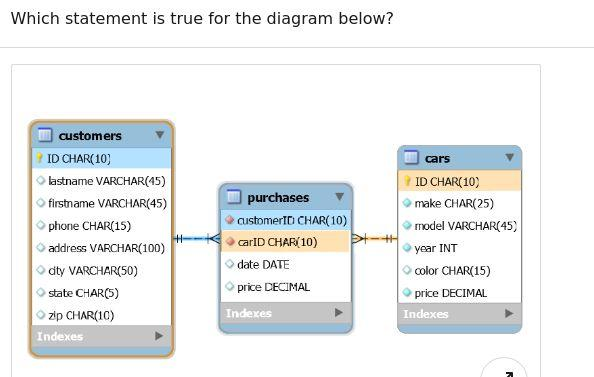 Which statement is true for the diagram below?
customers
ID CHAR(10)
lastname VARCHAR(45)
firstname VARCHAR(45)
phone CHAR(15)
address VARCHAR(100)
city VARCHAR(50)
state CHAR(5)
zip CHAR(10)
Indexes
purchases
customerID CHAR(10)
carID CHAR(10)
date DATE
price DECIMAL
Indexes
cars
ID CHAR(10)
make CHAR(25)
model VARCHAR(45)
year INT
color CHAR(15)
price DECIMAL
Indexes